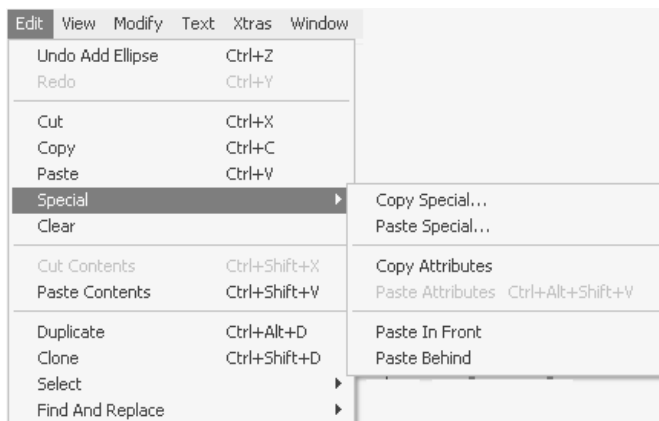 Edit View Modify Text Xtras Window
Undo Add Ellipse Ctrl+Z
Redo Ctrl+Y
Cut Ctrl+X
Copy Ctrl+C
Paste Ctrl+V
Special
Clear
Cut Contents Ctrl+Shift+X
Paste Contents Ctrl+Shift+V
Duplicate Ctrl+Alt+D
Clone Ctrl+Shift+D
Select
Find And Replace
Copy Special...
Paste Special...
Copy Attributes
Paste Attributes Ctrl+Alt+Shift+V
Paste In Front
Paste Behind